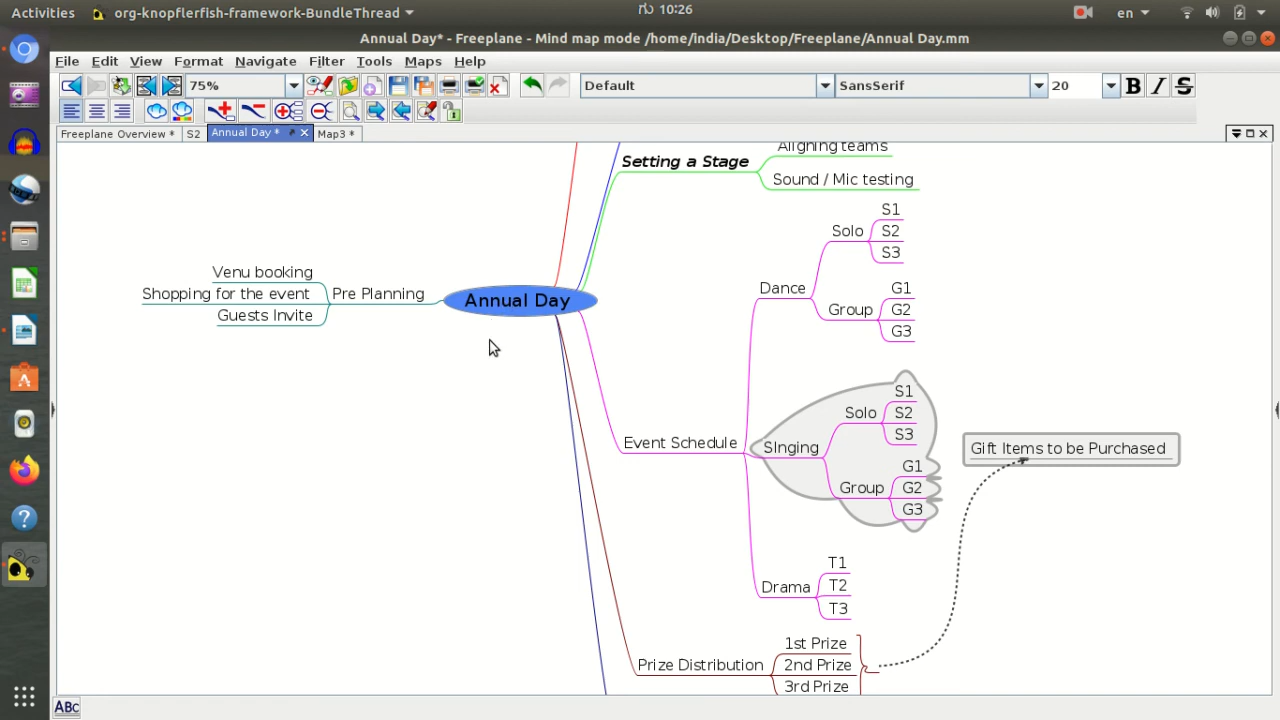 Activities org-knopflerfish-framework-BundleThread 10:26 en
Annual Day* - Freeplane - Mind map mode /home/india/Desktop/Freeplane/Annual Day.mm
File Edit View Format Navigate Filter Tools Maps Help
75% Default SansSerif 20 B I S
Freeplane Overview * S2 Annual Day * Map3 *
Aligning teams
Setting a Stage
Sound / Mic testing
S1
Solo S2
S3
Venu booking
Shopping for the event Pre Planning
Guests Invite
Annual Day
Dance
G1
Group G2
G3
S1
Solo S2
S3
Event Schedule SInging
Gift Items to be Purchased
G1
Group G2
G3
T1
Drama T2
T3
1st Prize
Prize Distribution 2nd Prize
3rd Prize
ABC